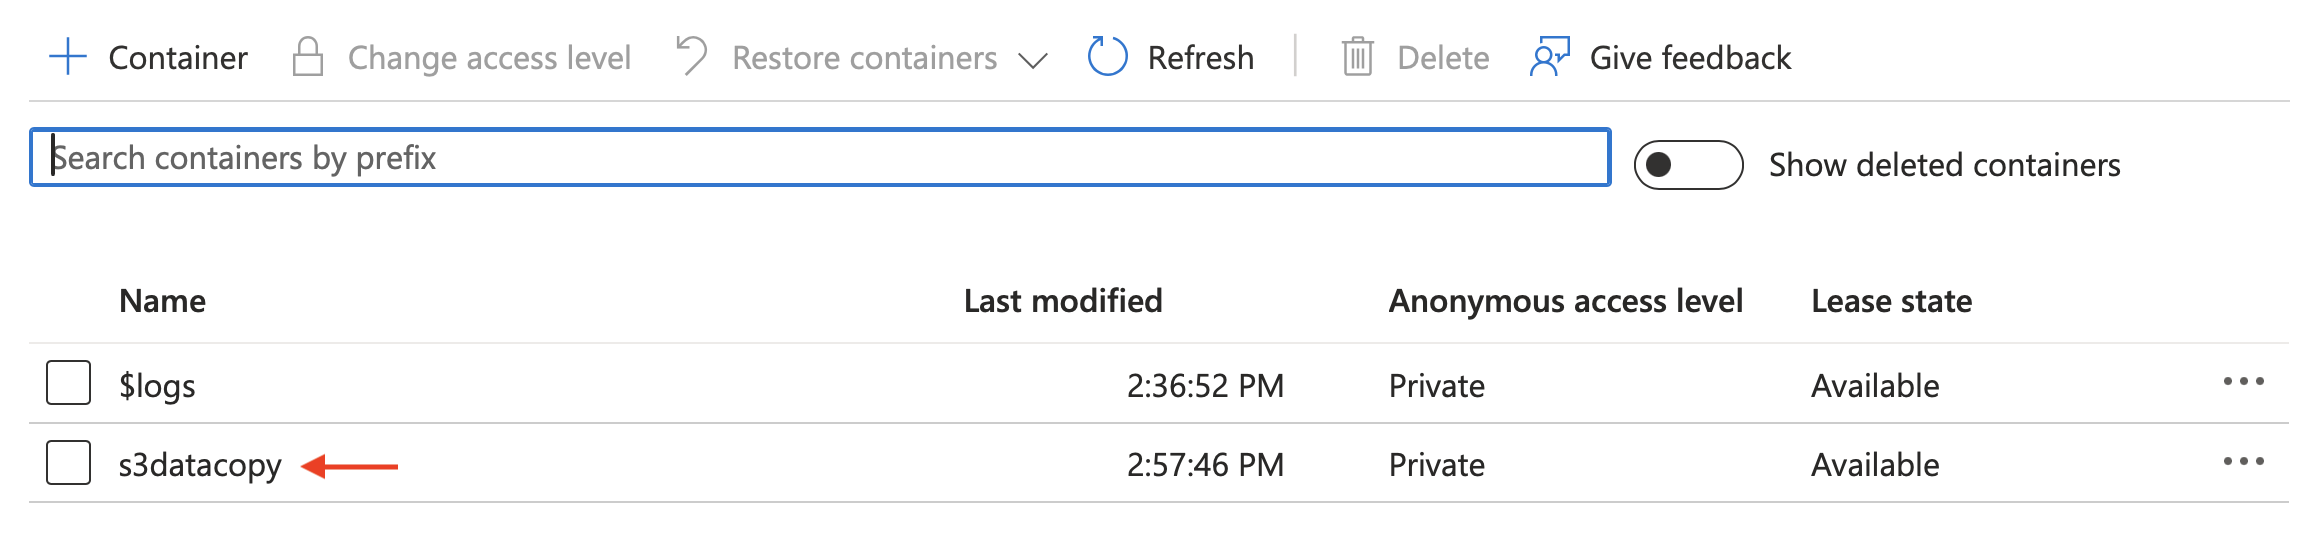 Container Change access level Restore containers Refresh Delete Give feedback
Search containers by prefix Show deleted containers
Name Last modified Anonymous access level Lease state
$logs 2:36:52 PM Private Available
s3datacopy 2:57:46 PM Private Available